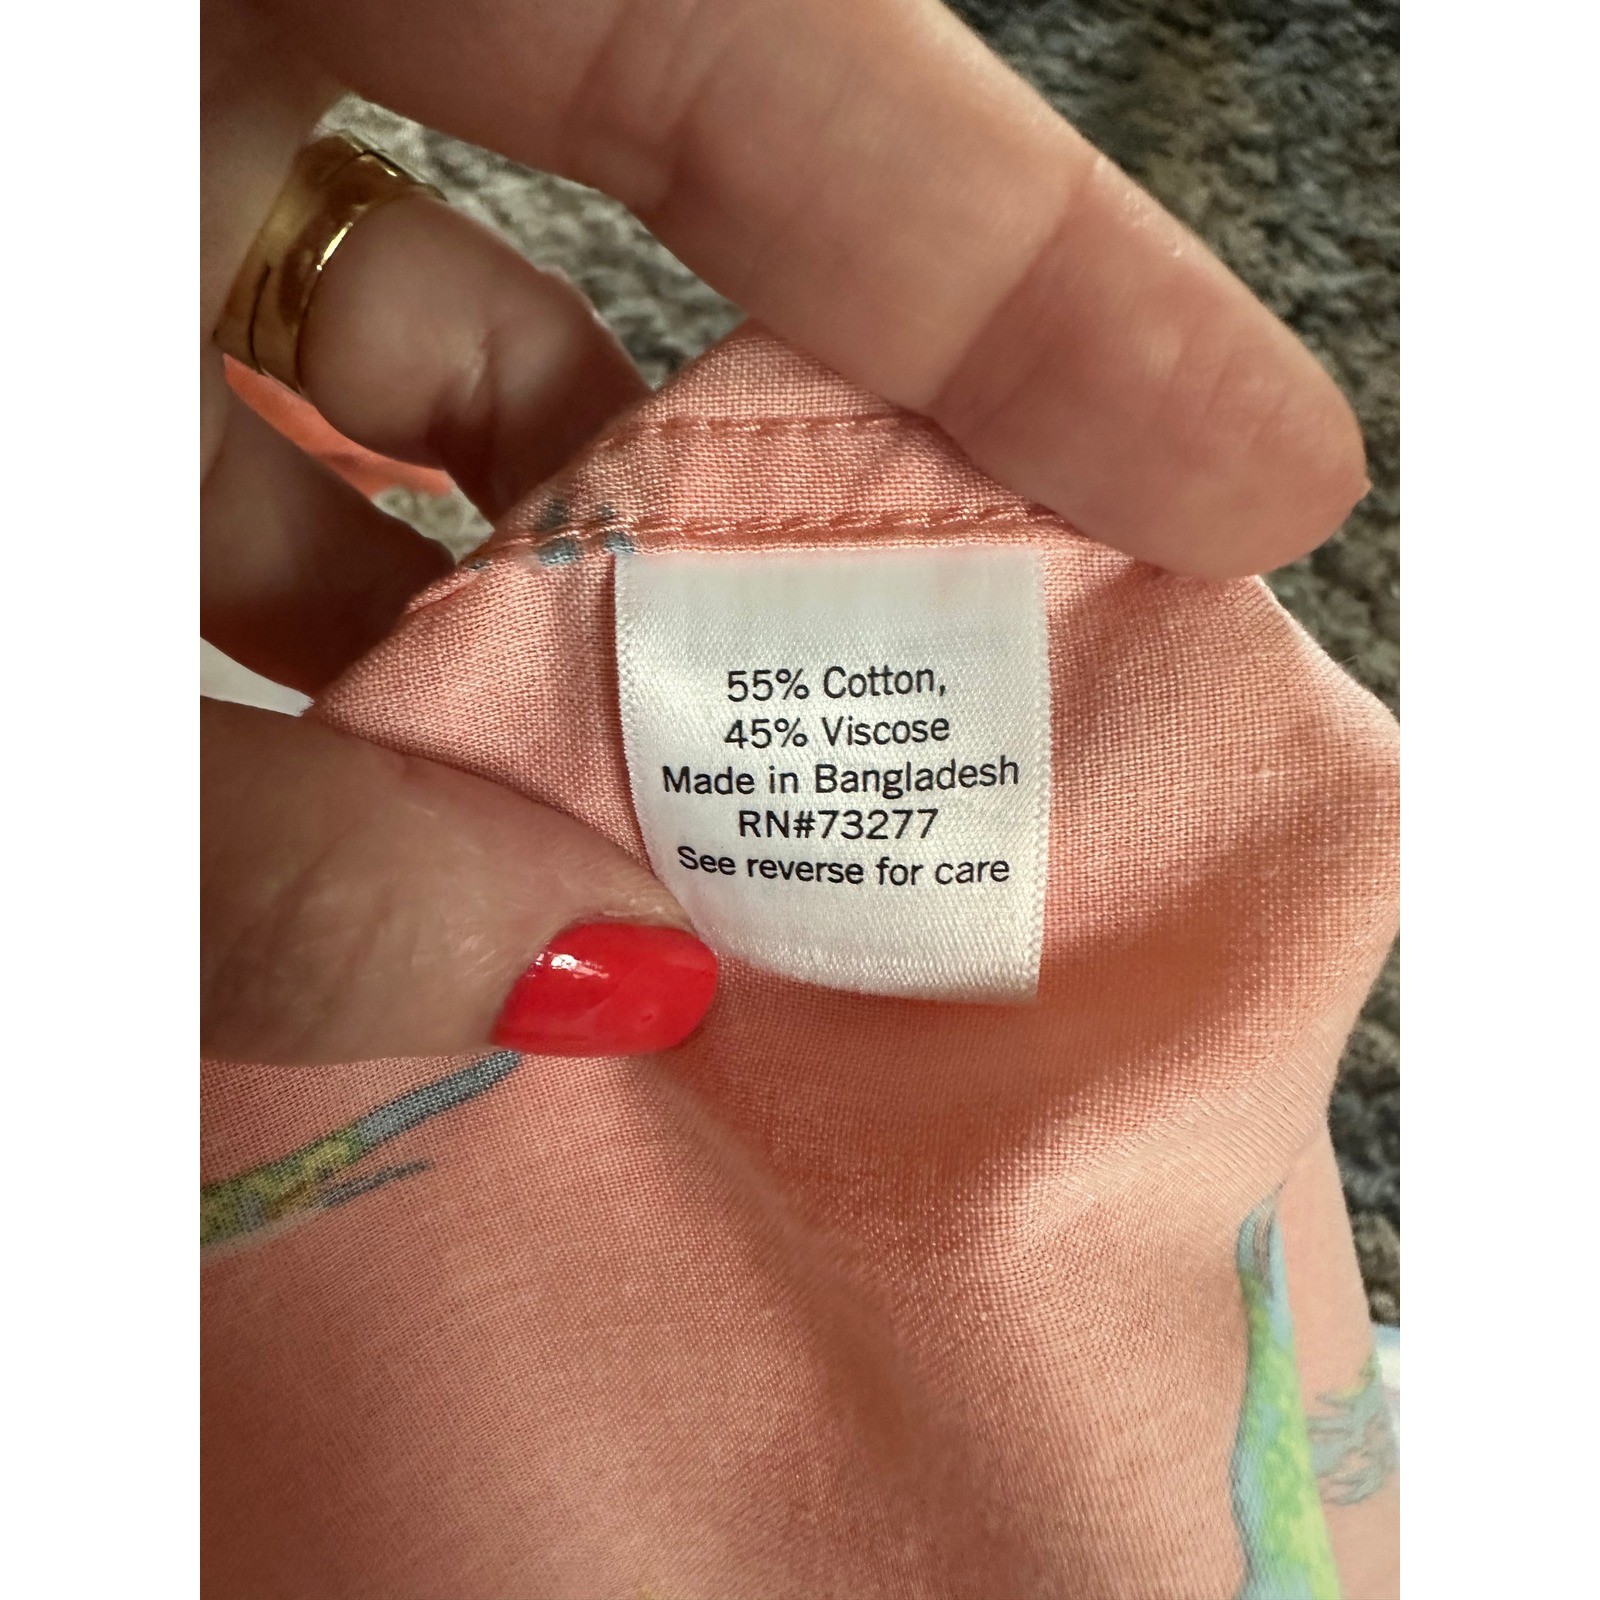 55% Cotton,
45% Viscose
Made in Bangladesh
RN#73277
See reverse for care